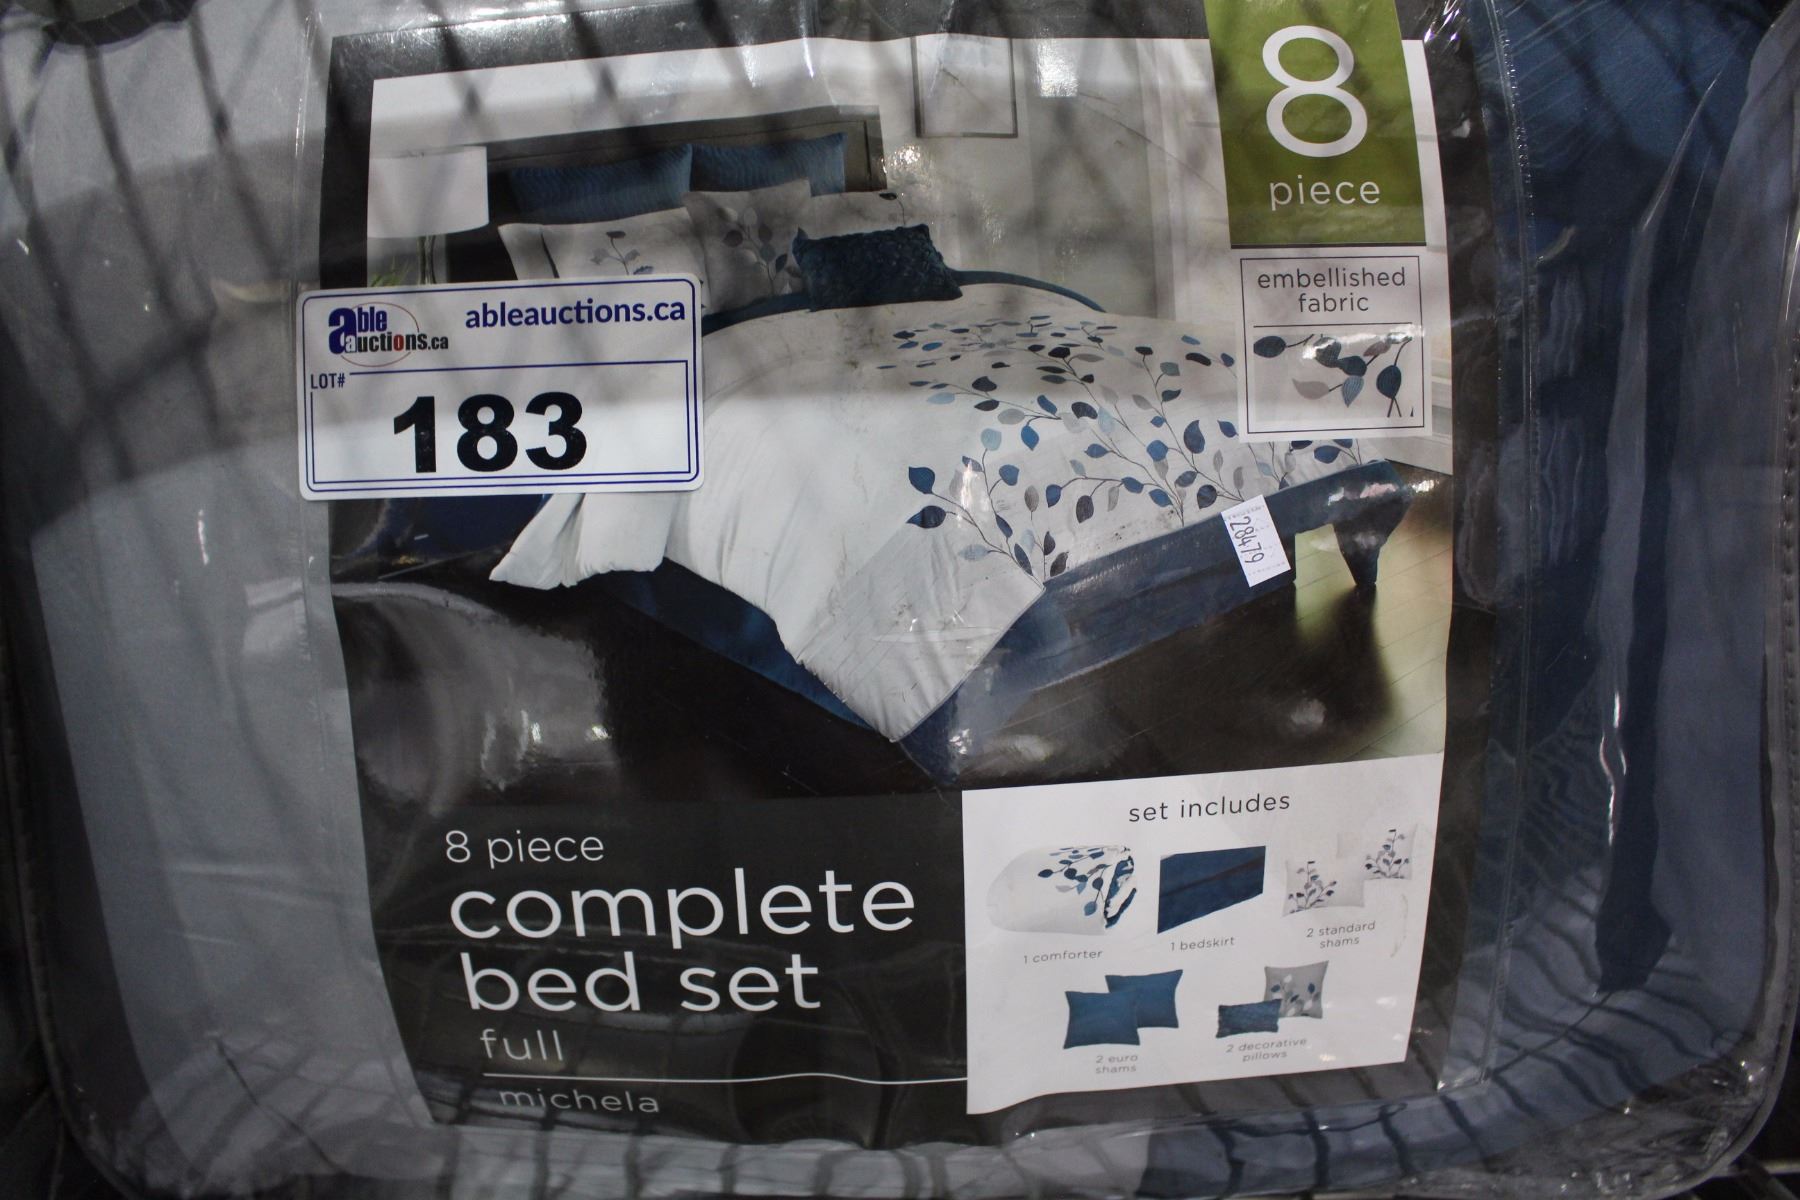 8
piece
embellished
fabric
able
auctions.ca
ableauctions.ca
LOT#
183
28479
8 piece
complete
bed set
full
michela
set includes
1 comforter
1 bedskirt
2 standard
shams
2 euro
shams
2 decorative
pillows